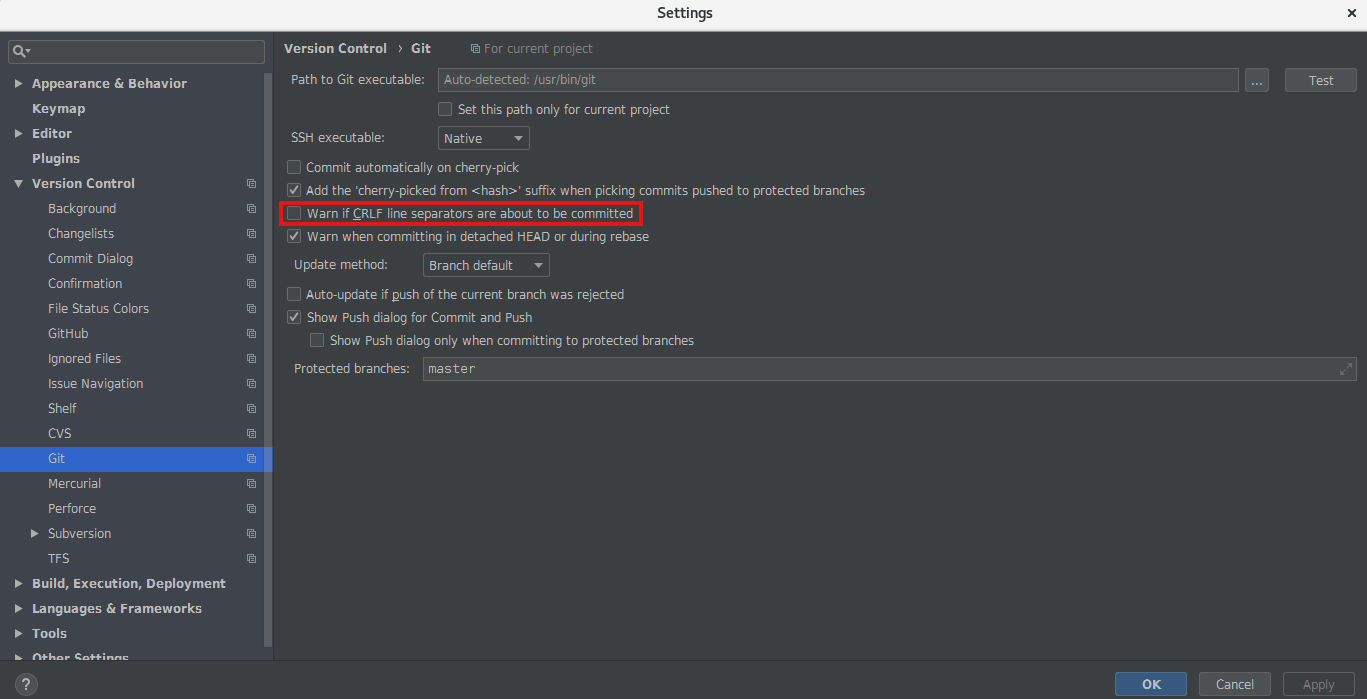 Settings
Version Control › Git For current project
Appearance & Behavior
Keymap
Editor
Plugins
Version Control
Background
Changelists
Commit Dialog
Confirmation
File Status Colors
GitHub
Ignored Files
Issue Navigation
Shelf
CVS
Git
Mercurial
Perforce
Subversion
TFS
Build, Execution, Deployment
Languages & Frameworks
Tools
Other Settings
Path to Git executable: Auto-detected: /usr/bin/git ... Test
Set this path only for current project
SSH executable: Native
Commit automatically on cherry-pick
Add the 'cherry-picked from <hash>' suffix when picking commits pushed to protected branches
Warn if CRLF line separators are about to be committed
Warn when committing in detached HEAD or during rebase
Update method: Branch default
Auto-update if push of the current branch was rejected
Show Push dialog for Commit and Push
Show Push dialog only when committing to protected branches
Protected branches: master
? OK Cancel Apply